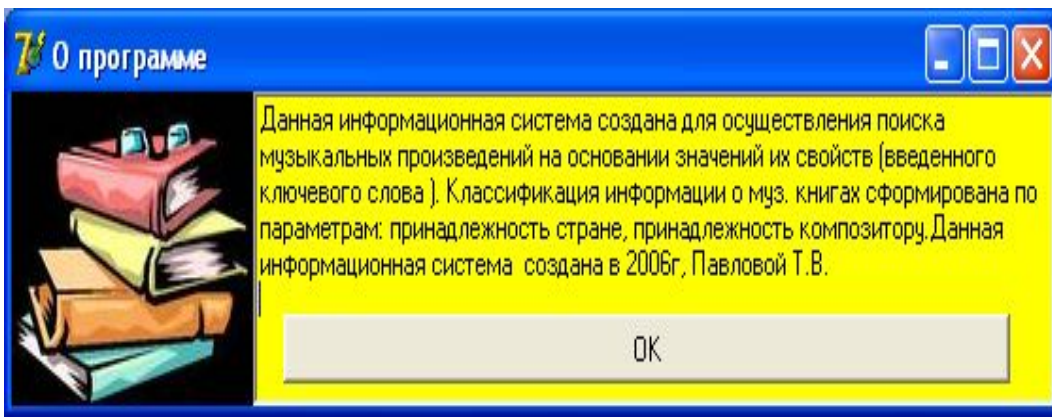 О программе
Данная информационная система создана для осуществления поиска
музыкальных произведений на основании значений их свойств (введенного
ключевого слова ). Классификация информации о муз. книгах сформирована по
параметрам: принадлежность стране, принадлежность композитору.Данная
информационная система  создана в 2006г, Павловой Т.В.
OK